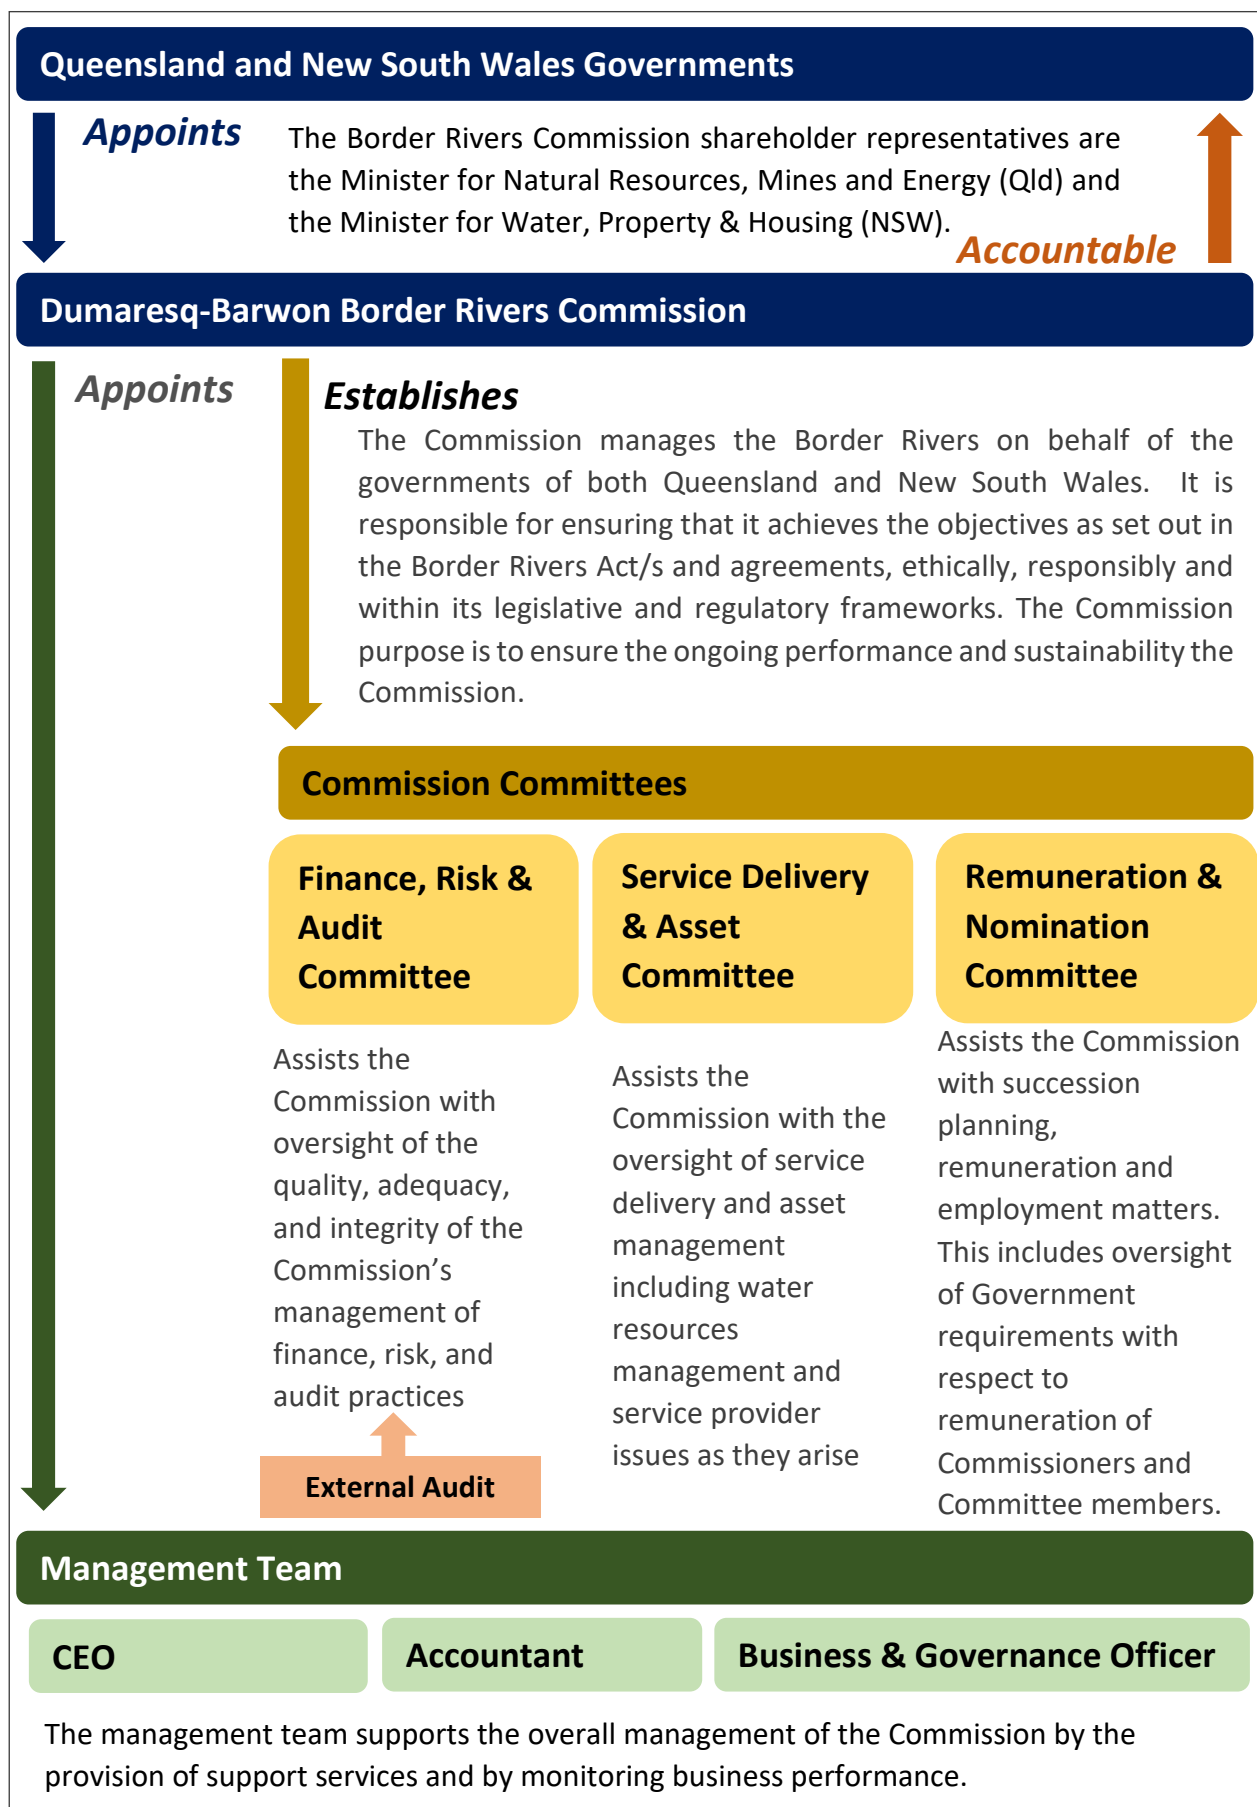 Queensland and New South Wales Governments
Appoints
The Border Rivers Commission shareholder representatives are
the Minister for Natural Resources, Mines and Energy (Qld) and
the Minister for Water, Property & Housing (NSW).
Accountable
Dumaresq-Barwon Border Rivers Commission
Appoints
Establishes
The Commission manages the Border Rivers on behalf of the
governments of both Queensland and New South Wales. It is
responsible for ensuring that it achieves the objectives as set out in
the Border Rivers Act/s and agreements, ethically, responsibly and
within its legislative and regulatory frameworks. The Commission
purpose is to ensure the ongoing performance and sustainability the
Commission.
Commission Committees
Finance, Risk &
Audit
Committee
Assists the
Commission with
oversight of the
quality, adequacy,
and integrity of the
Commission’s
management of
finance, risk, and
audit practices
External Audit
Service Delivery
& Asset
Committee
Assists the
Commission with the
oversight of service
delivery and asset
management
including water
resources
management and
service provider
issues as they arise
Remuneration &
Nomination
Committee
Assists the Commission
with succession
planning,
remuneration and
employment matters.
This includes oversight
of Government
requirements with
respect to
remuneration of
Commissioners and
Committee members.
Management Team
CEO
Accountant
Business & Governance Officer
The management team supports the overall management of the Commission by the
provision of support services and by monitoring business performance.